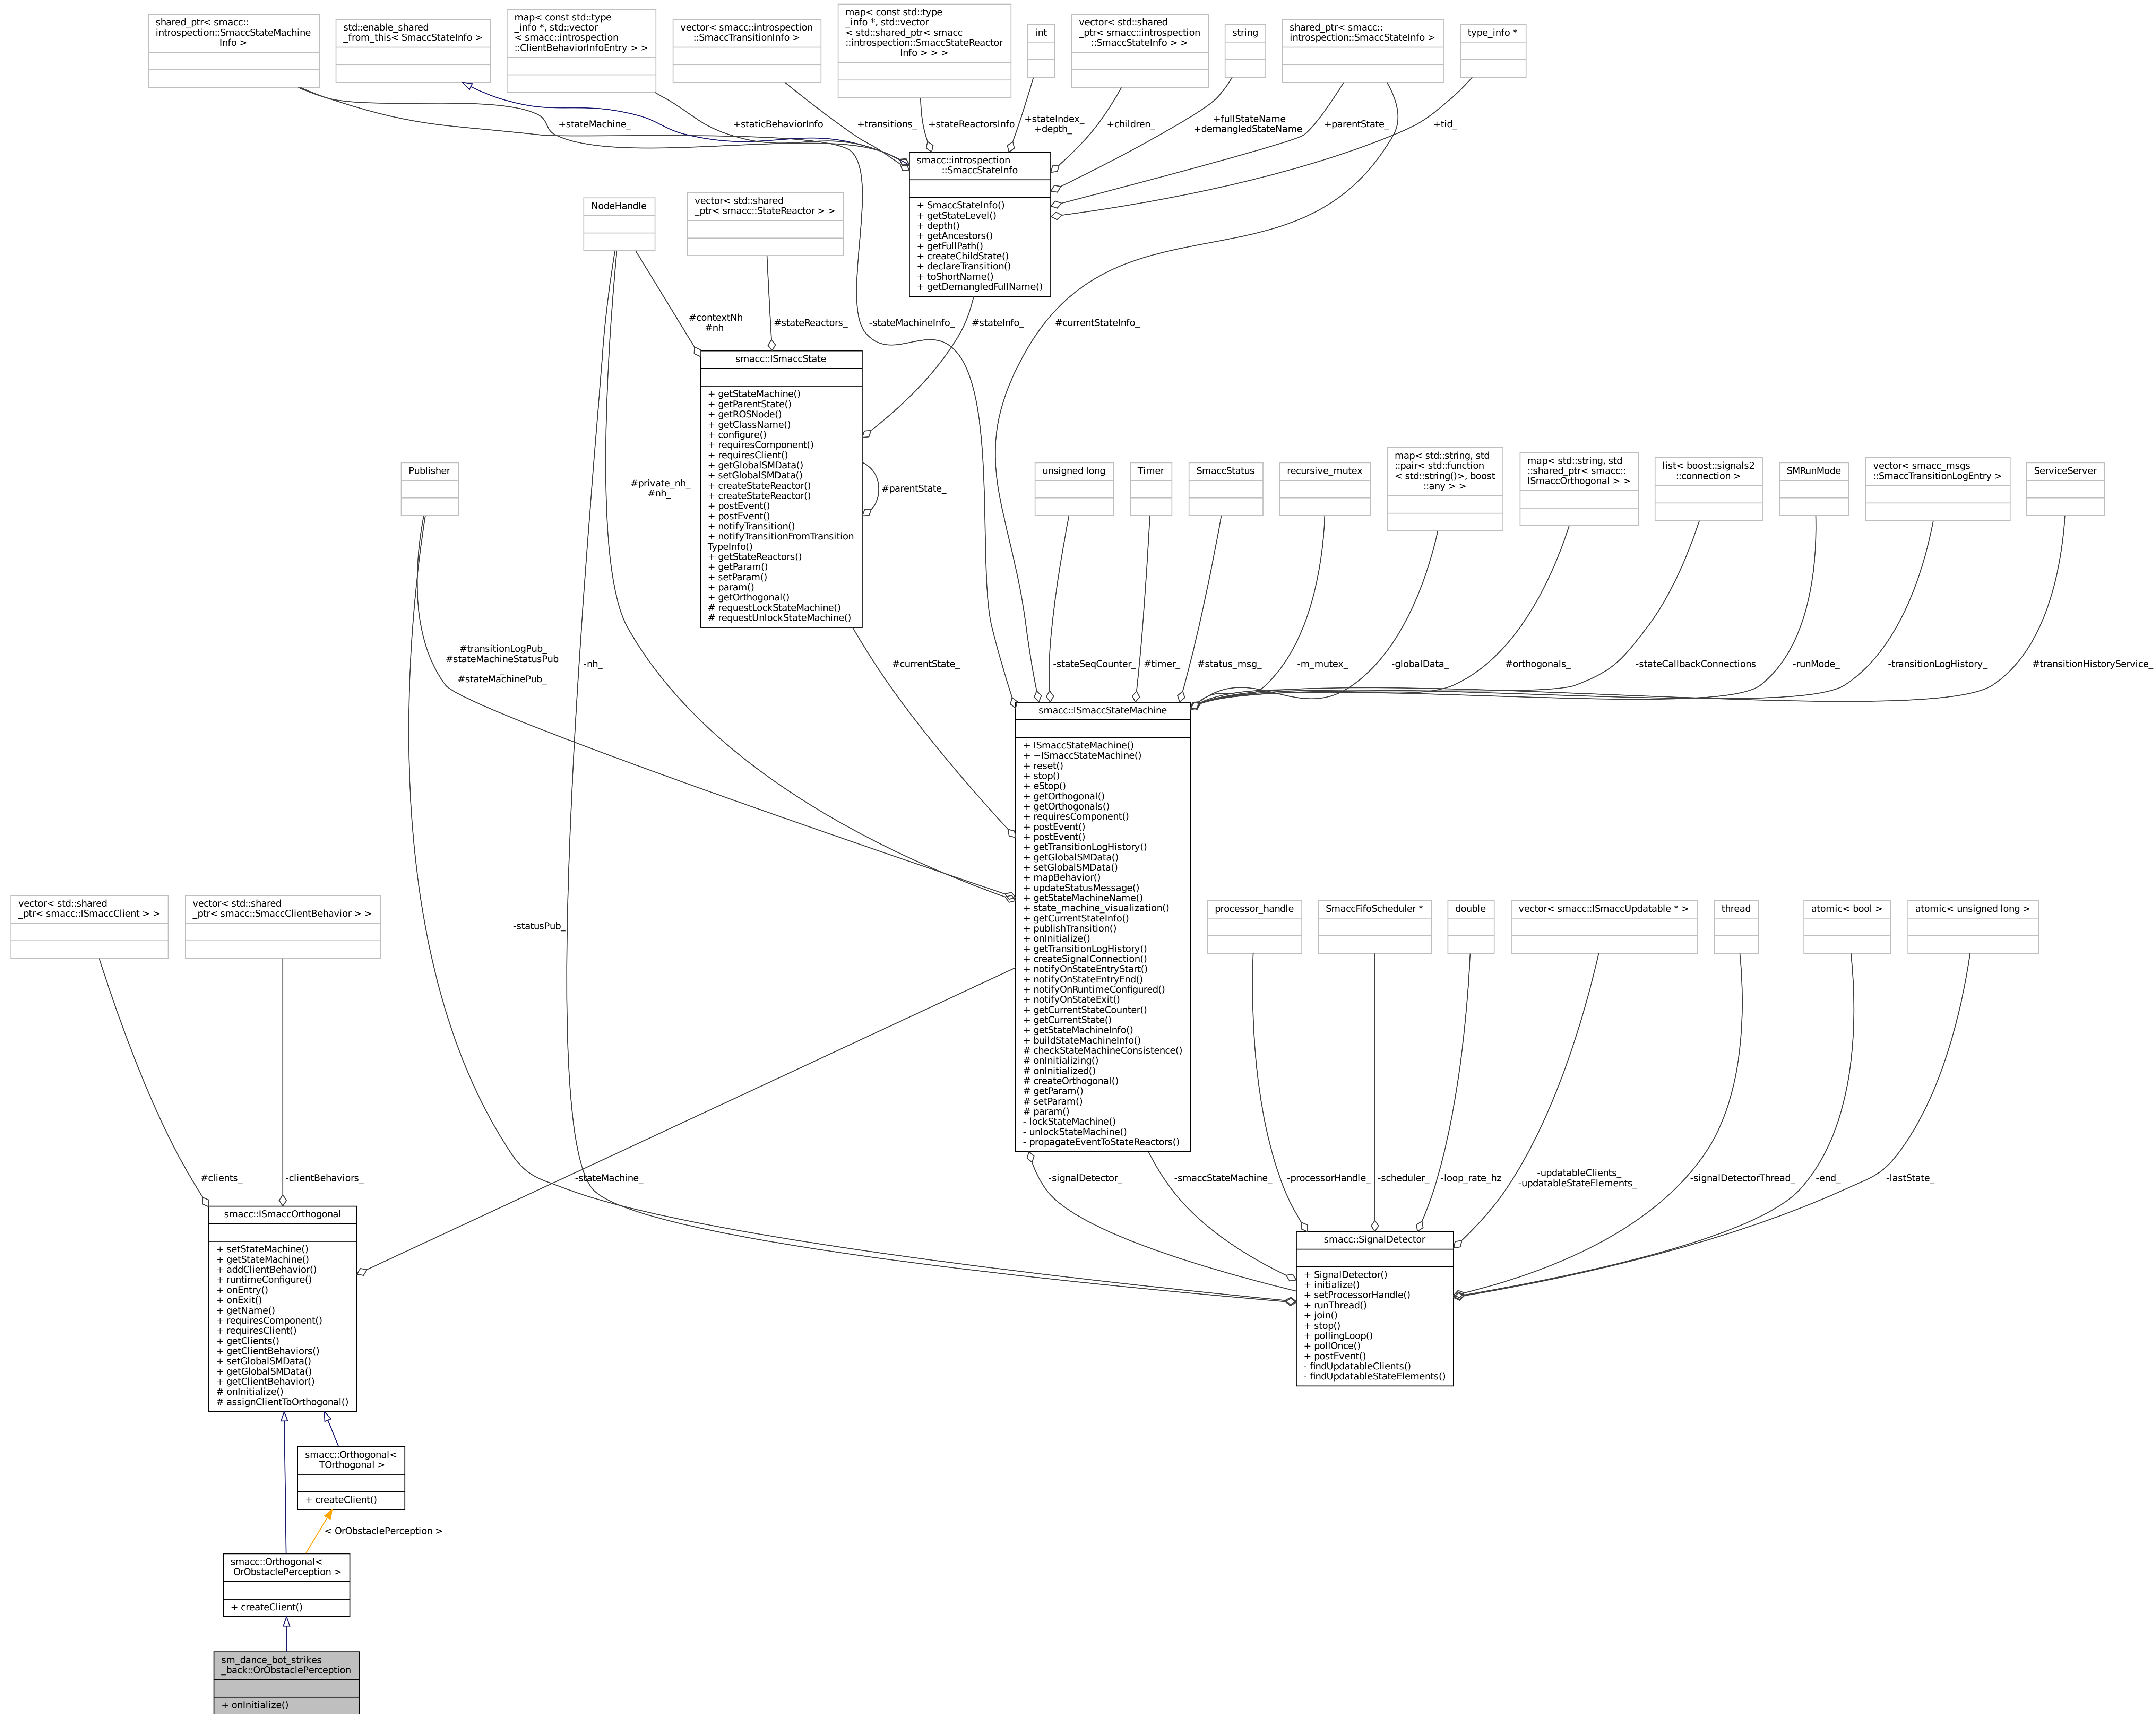 shared_ptr< smacc::
introspection::SmaccStateMachine
Info >
std::enable_shared
_from_this< SmaccStateInfo >
map< const std::type
_info *, std::vector
< smacc::introspection
::ClientBehaviorInfoEntry > >
vector< smacc::introspection
::SmaccTransitionInfo >
map< const std::type
_info *, std::vector
< std::shared_ptr< smacc
::introspection::SmaccStateReactor
Info > > >
int
vector< std::shared
_ptr< smacc::introspection
::SmaccStateInfo > >
string
shared_ptr< smacc::
introspection::SmaccStateInfo >
type_info *
+stateMachine_
+staticBehaviorInfo
+transitions_
+stateReactorsInfo
+stateIndex_
+depth_
+children_
+fullStateName
+demangledStateName
+parentState_
+tid_
smacc::introspection
::SmaccStateInfo
+ SmaccStateInfo()
+ getStateLevel()
+ depth()
+ getAncestors()
+ getFullPath()
+ createChildState()
+ declareTransition()
+ toShortName()
+ getDemangledFullName()
NodeHandle
vector< std::shared
_ptr< smacc::StateReactor > >
#contextNh
#nh
#stateReactors_
-stateMachineInfo_
#stateInfo_
#currentStateInfo_
smacc::ISmaccState
+ getStateMachine()
+ getParentState()
+ getROSNode()
+ getClassName()
+ configure()
+ requiresComponent()
+ requiresClient()
+ getGlobalSMData()
+ setGlobalSMData()
+ createStateReactor()
+ createStateReactor()
+ postEvent()
+ postEvent()
+ notifyTransition()
+ notifyTransitionFromTransition
TypeInfo()
+ getStateReactors()
+ getParam()
+ setParam()
+ param()
+ getOrthogonal()
# requestLockStateMachine()
# requestUnlockStateMachine()
#parentState_
Publisher
#private_nh_
#nh_
unsigned long
Timer
SmaccStatus
recursive_mutex
map< std::string, std
::pair< std::function
< std::string()>, boost
::any > >
map< std::string, std
::shared_ptr< smacc::
ISmaccOrthogonal > >
list< boost::signals2
::connection >
SMRunMode
vector< smacc_msgs
::SmaccTransitionLogEntry >
ServiceServer
#transitionLogPub_
#stateMachineStatusPub
_
#stateMachinePub_
-nh_
#currentState_
-stateSeqCounter_
#timer_
#status_msg_
-m_mutex_
-globalData_
#orthogonals_
-stateCallbackConnections
-runMode_
-transitionLogHistory_
#transitionHistoryService_
smacc::ISmaccStateMachine
+ ISmaccStateMachine()
+ ~ISmaccStateMachine()
+ reset()
+ stop()
+ eStop()
+ getOrthogonal()
+ getOrthogonals()
+ requiresComponent()
+ postEvent()
+ postEvent()
+ getTransitionLogHistory()
+ getGlobalSMData()
+ setGlobalSMData()
+ mapBehavior()
+ updateStatusMessage()
+ getStateMachineName()
+ state_machine_visualization()
+ getCurrentStateInfo()
+ publishTransition()
+ onInitialize()
+ getTransitionLogHistory()
+ createSignalConnection()
+ notifyOnStateEntryStart()
+ notifyOnStateEntryEnd()
+ notifyOnRuntimeConfigured()
+ notifyOnStateExit()
+ getCurrentStateCounter()
+ getCurrentState()
+ getStateMachineInfo()
+ buildStateMachineInfo()
# checkStateMachineConsistence()
# onInitializing()
# onInitialized()
# createOrthogonal()
# getParam()
# setParam()
# param()
- lockStateMachine()
- unlockStateMachine()
- propagateEventToStateReactors()
vector< std::shared
_ptr< smacc::ISmaccClient > >
vector< std::shared
_ptr< smacc::SmaccClientBehavior > >
-statusPub_
processor_handle
SmaccFifoScheduler *
double
vector< smacc::ISmaccUpdatable * >
thread
atomic< bool >
atomic< unsigned long >
#clients_
-clientBehaviors_
-stateMachine_
-signalDetector_
-smaccStateMachine_
-processorHandle_
-scheduler_
-loop_rate_hz
-updatableClients_
-updatableStateElements_
-signalDetectorThread_
-end_
-lastState_
smacc::ISmaccOrthogonal
+ setStateMachine()
+ getStateMachine()
+ addClientBehavior()
+ runtimeConfigure()
+ onEntry()
+ onExit()
+ getName()
+ requiresComponent()
+ requiresClient()
+ getClients()
+ getClientBehaviors()
+ setGlobalSMData()
+ getGlobalSMData()
+ getClientBehavior()
# onInitialize()
# assignClientToOrthogonal()
smacc::SignalDetector
+ SignalDetector()
+ initialize()
+ setProcessorHandle()
+ runThread()
+ join()
+ stop()
+ pollingLoop()
+ pollOnce()
+ postEvent()
- findUpdatableClients()
- findUpdatableStateElements()
smacc::Orthogonal<
TOrthogonal >
+ createClient()
< OrObstaclePerception >
smacc::Orthogonal<
OrObstaclePerception >
+ createClient()
sm_dance_bot_strikes
_back::OrObstaclePerception
+ onInitialize()